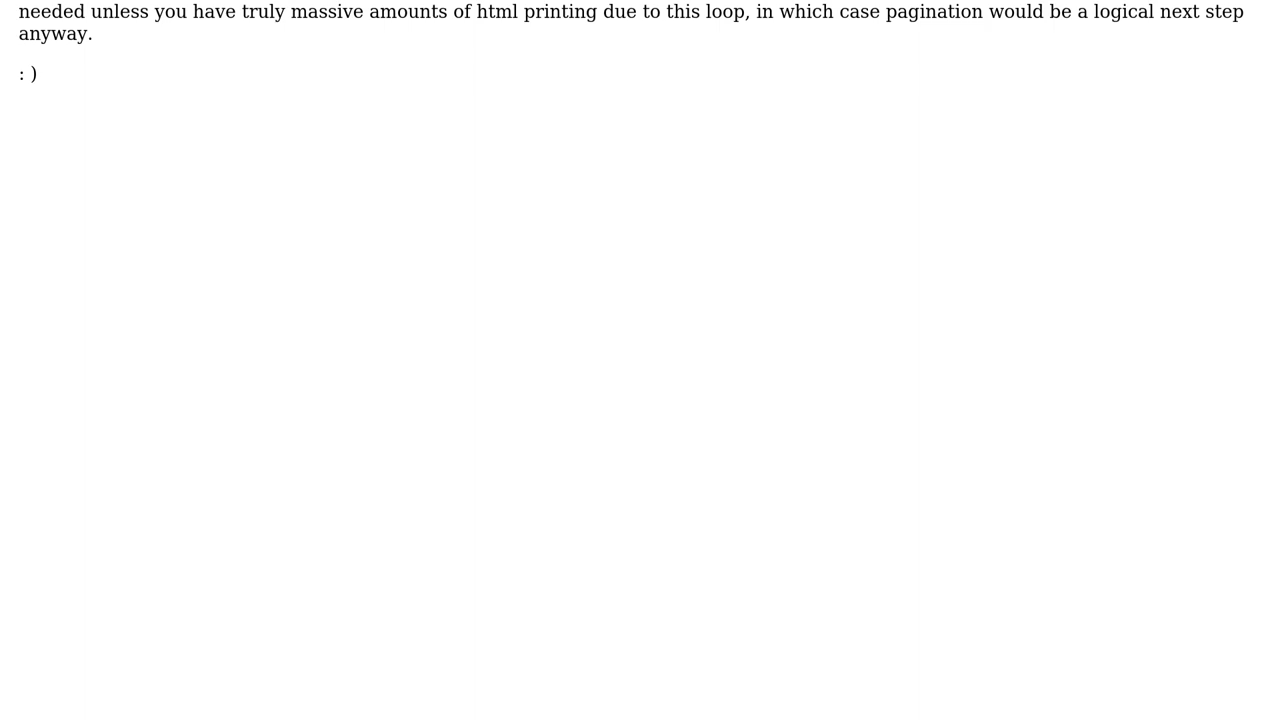 needed unless you have truly massive amounts of html printing due to this loop, in which case pagination would be a logical next step
anyway.
: )